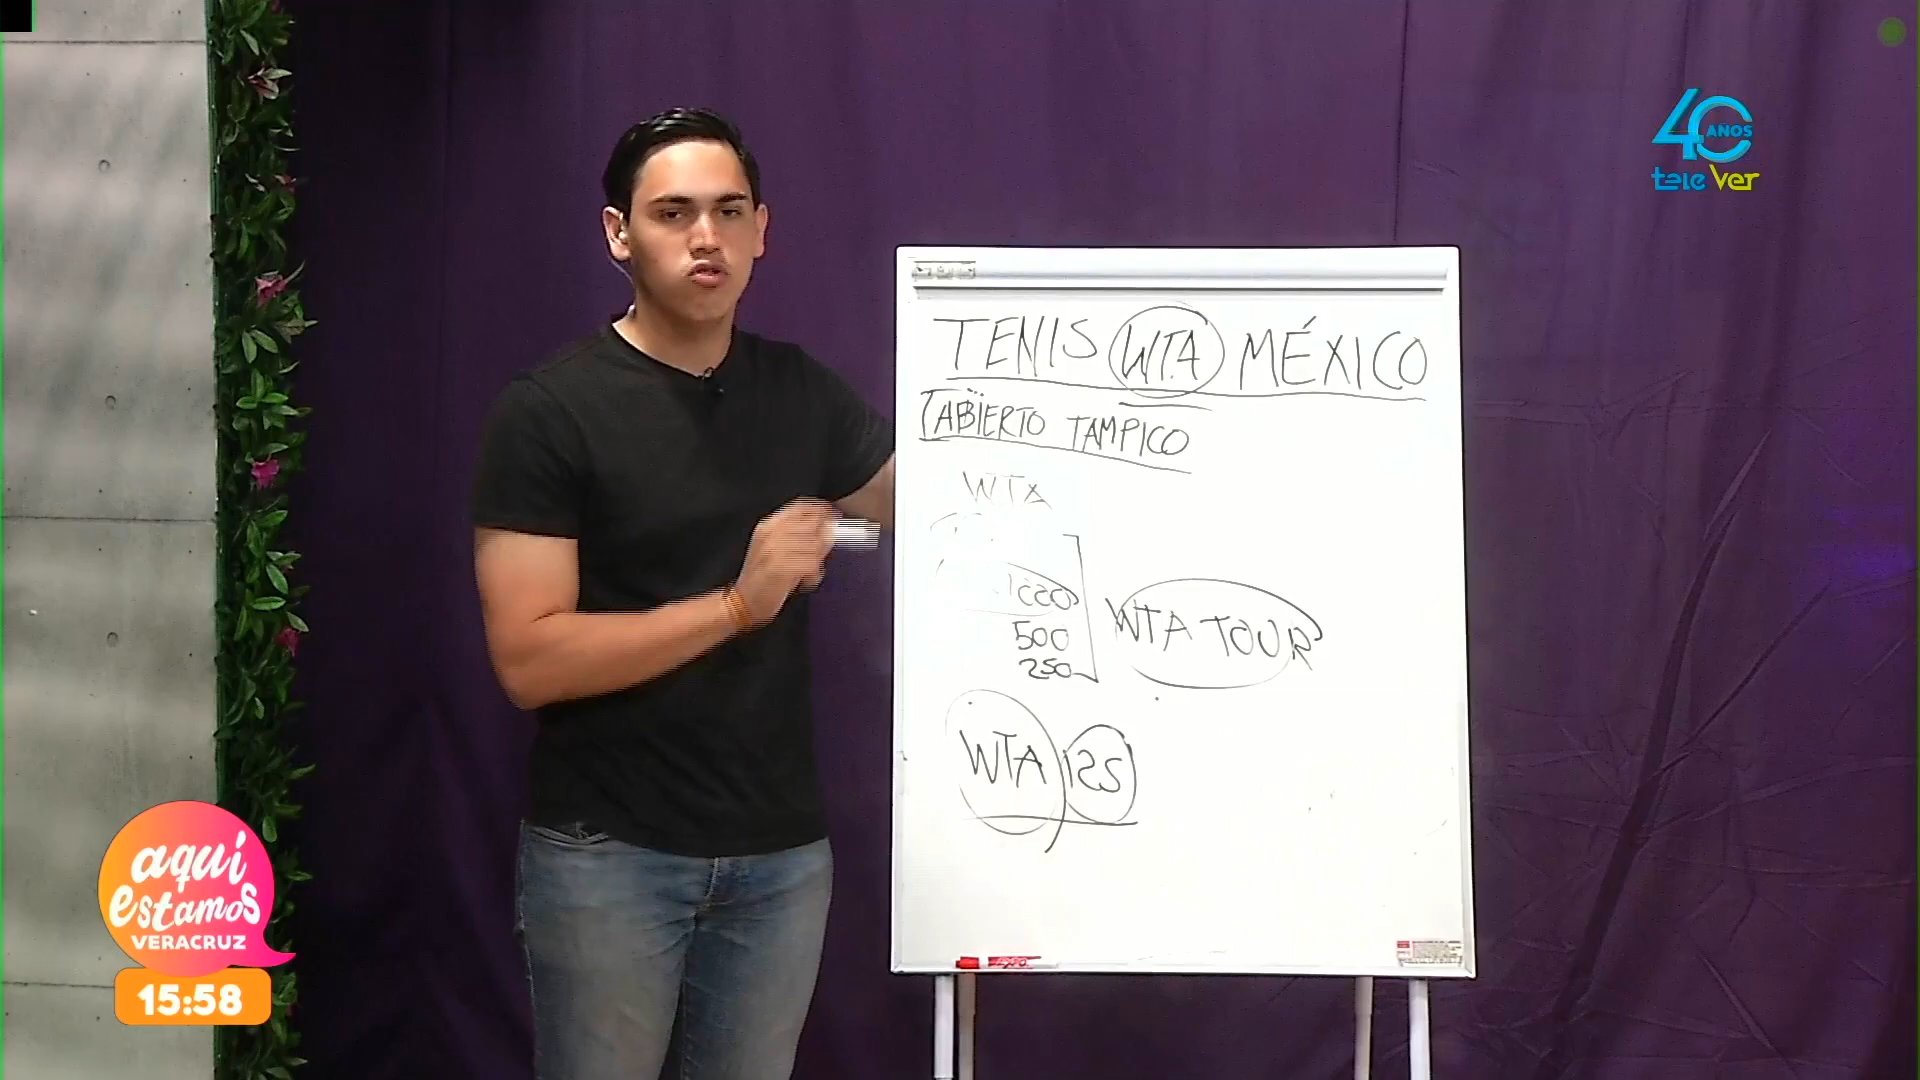 40 AÑOS
tele Ver
TENIS WTA MÉXICO
ABIERTO TAMPICO
WTA
1000
500
250
WTA TOUR
WTA 125
aquí
estamos
VERACRUZ
15:58